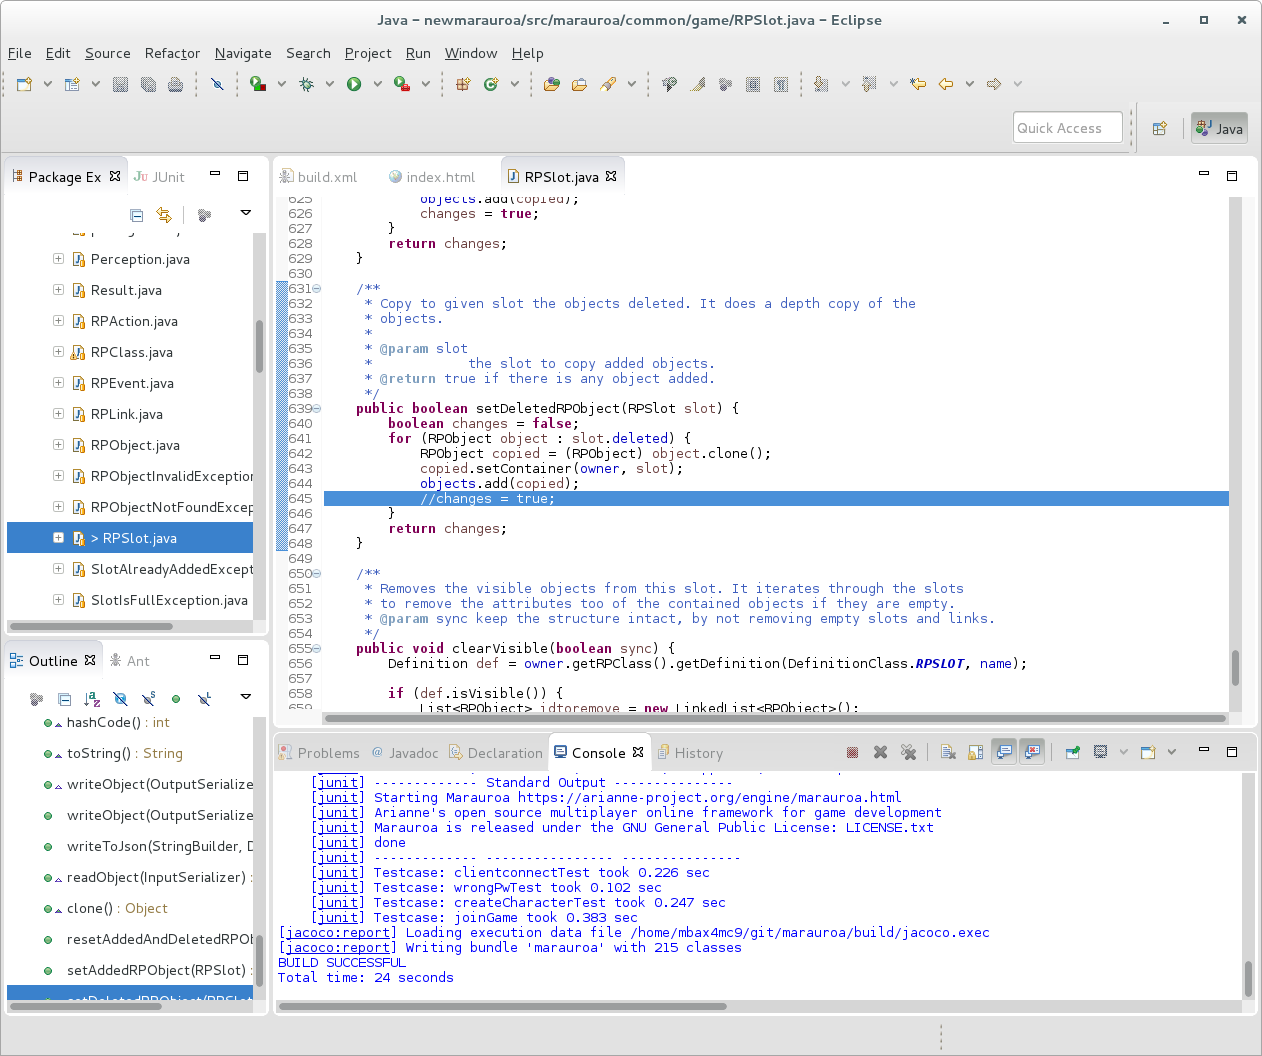 Java – newmarauroa/src/marauroa/common/game/RPSlot.java – Eclipse
File Edit Source Refactor Navigate Search Project Run Window Help
Quick Access
Java
Package Ex
JUnit
Perception.java
Result.java
RPAction.java
RPClass.java
RPEvent.java
RPLink.java
RPObject.java
RPObjectInvalidException
RPObjectNotFoundExcep
> RPSlot.java
SlotAlreadyAddedExcept
SlotIsFullException.java
Outline
Ant
hashCode() : int
toString() : String
writeObject(OutputSerialize
writeObject(OutputSerialize
writeToJson(StringBuilder, D
readObject(InputSerializer) :
clone() : Object
resetAddedAndDeletedRPOb
setAddedRPObject(RPSlot) :
setDeletedRPObject(RPSlot
build.xml
index.html
RPSlot.java
625 objects.add(copied);
626 changes = true;
627 }
628 return changes;
629 }
630
631 /**
632 * Copy to given slot the objects deleted. It does a depth copy of the
633 * objects.
634 *
635 * @param slot
636 * the slot to copy added objects.
637 * @return true if there is any object added.
638 */
639 public boolean setDeletedRPObject(RPSlot slot) {
640 boolean changes = false;
641 for (RPObject object : slot.deleted) {
642 RPObject copied = (RPObject) object.clone();
643 copied.setContainer(owner, slot);
644 objects.add(copied);
645 //changes = true;
646 }
647 return changes;
648 }
649
650 /**
651 * Removes the visible objects from this slot. It iterates through the slots
652 * to remove the attributes too of the contained objects if they are empty.
653 * @param sync keep the structure intact, by not removing empty slots and links.
654 */
655 public void clearVisible(boolean sync) {
656 Definition def = owner.getRPClass().getDefinition(DefinitionClass.RPSLOT, name);
657
658 if (def.isVisible()) {
659 List<RPObject> idtoremove = new LinkedList<RPObject>();
Problems
@ Javadoc
Declaration
Console
History
[junit] ------------- Standard Output ---------------
[junit] Starting Marauroa https://arianne-project.org/engine/marauroa.html
[junit] Arianne's open source multiplayer online framework for game development
[junit] Marauroa is released under the GNU General Public License: LICENSE.txt
[junit] done
[junit] ------------- ---------------- ---------------
[junit] Testcase: clientconnectTest took 0.226 sec
[junit] Testcase: wrongPwTest took 0.102 sec
[junit] Testcase: createCharacterTest took 0.247 sec
[junit] Testcase: joinGame took 0.383 sec
[jacoco:report] Loading execution data file /home/mbax4mc9/git/marauroa/build/jacoco.exec
[jacoco:report] Writing bundle 'marauroa' with 215 classes
BUILD SUCCESSFUL
Total time: 24 seconds